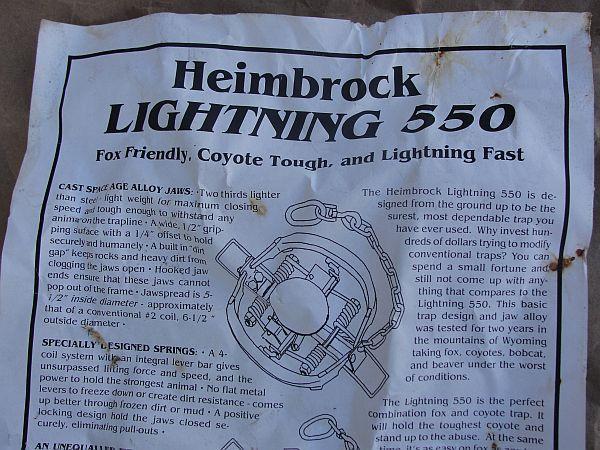 Heimbrock
LIGHTNING 550
Fox Friendly, Coyote Tough, and Lightning Fast
CAST SPACE AGE ALLOY JAWS: · Two thirds lighter
than steel - light weight for maximum closing
speed and tough enough to withstand any
animal on the trapline · A wide, 1/2" grip-
ping suface with a 1/4" offset to hold
securely and humanely · A built in "dirt
gap" keeps rocks and heavy dirt from
clogging the jaws open · Hooked jaw
ends ensure that these jaws cannot
pop out of the frame · Jawspread is 5-
1/2" inside diameter - approximately
that of a conventional #2 coil, 6-1/2"
outside diameter ·
SPECIALLY DESIGNED SPRINGS: · A 4-
coil system with an integral lever bar gives
unsurpassed lifting force and speed, and the
power to hold the strongest animal · No flat metal
levers to freeze down or create dirt resistance - comes
up better through frozen dirt or mud · A positive
locking design hold the jaws closed se-
curely, eliminating pull-outs ·
AN UNEQUALLED
The Heimbrock Lightning 550 is de-
signed from the ground up to be the
surest, most dependable trap you
have ever used. Why invest hun-
dreds of dollars trying to modify
conventional traps? You can
spend a small fortune and
still not come up with any-
thing that compares to the
Lightning 550. This basic
trap design and jaw alloy
was tested for two years in
the mountains of Wyoming
taking fox, coyotes, bobcat,
and beaver under the worst
of conditions.
The Lightning 550 is the perfect
combination fox and coyote trap. It
will hold the toughest coyote and
stand up to the abuse. At the same
time, it's as easy on fox as